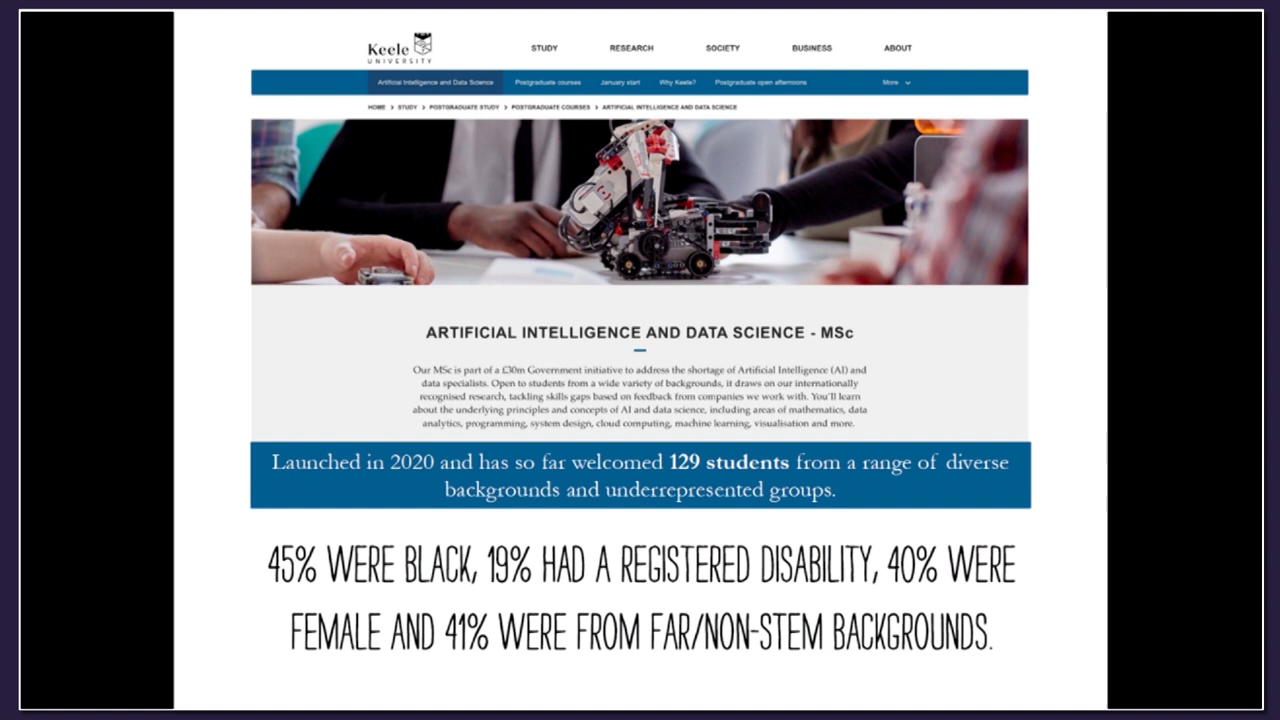 Keele
UNIVERSITY
STUDY RESEARCH SOCIETY BUSINESS ABOUT
Artificial Intelligence and Data Science Postgraduate courses January start Why Keele? Postgraduate open afternoons More
HOME > STUDY > POSTGRADUATE STUDY > POSTGRADUATE COURSES > ARTIFICIAL INTELLIGENCE AND DATA SCIENCE
ARTIFICIAL INTELLIGENCE AND DATA SCIENCE - MSc
Our MSc is part of a £30m Government initiative to address the shortage of Artificial Intelligence (AI) and
data specialists. Open to students from a wide variety of backgrounds, it draws on our internationally
recognised research, tackling skills gaps based on feedback from companies we work with. You'll learn
about the underlying principles and concepts of AI and data science, including areas of mathematics, data
analytics, programming, system design, cloud computing, machine learning, visualisation and more.
Launched in 2020 and has so far welcomed 129 students from a range of diverse
backgrounds and underrepresented groups.
45% WERE BLACK, 19% HAD A REGISTERED DISABILITY, 40% WERE
FEMALE AND 41% WERE FROM FAR/NON-STEM BACKGROUNDS.